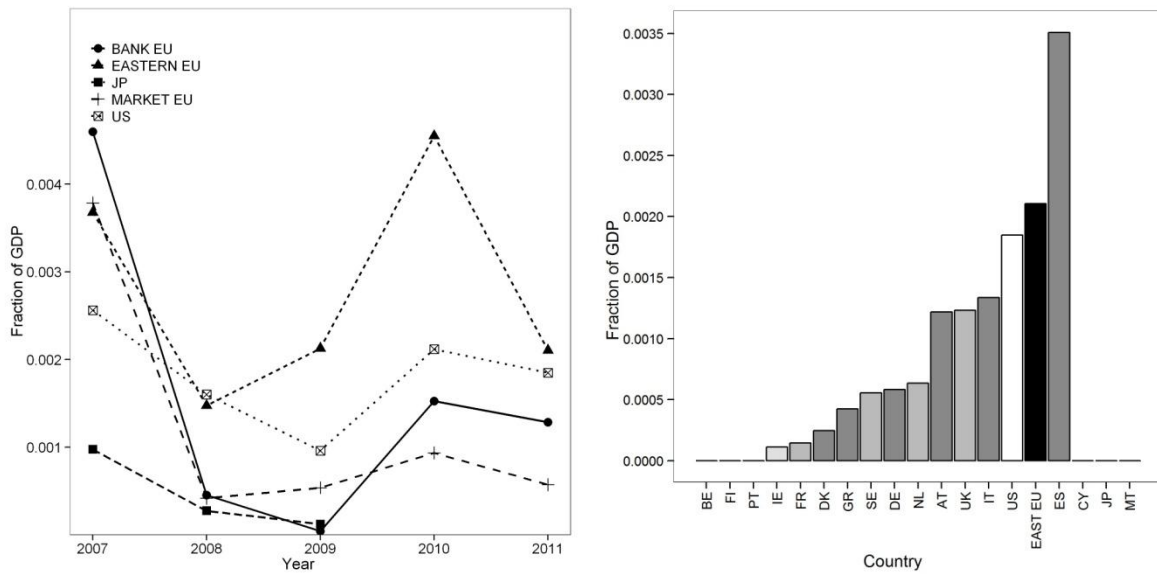 BANK EU
EASTERN EU
JP
MARKET EU
US
Fraction of GDP
0.004
0.003
0.002
0.001
2007 2008 2009 2010 2011
Year
Fraction of GDP
0.0035
0.0030
0.0025
0.0020
0.0015
0.0010
0.0005
0.0000
BE FI PT IE FR DK GR SE DE NL AT UK IT US EAST EU ES CY JP MT
Country